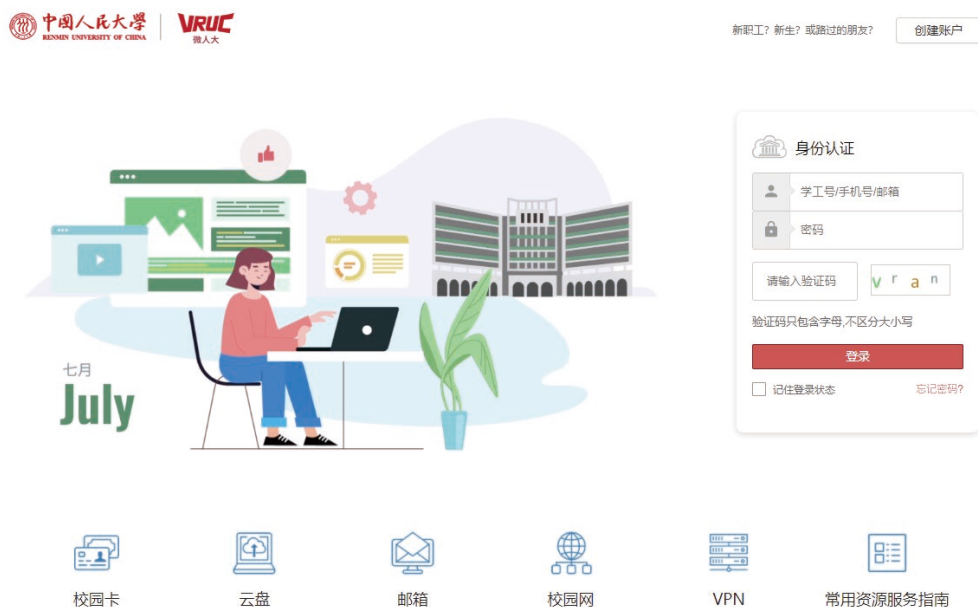 中国人民大学
RENMIN UNIVERSITY OF CHINA
VRUC
微人大
新职工? 新生? 或路过的朋友?
创建账户
身份认证
学工号/手机号/邮箱
密码
请输入验证码
v r a n
验证码只包含字母,不区分大小写
登录
记住登录状态
忘记密码?
七月
July
校园卡
云盘
邮箱
校园网
VPN
常用资源服务指南